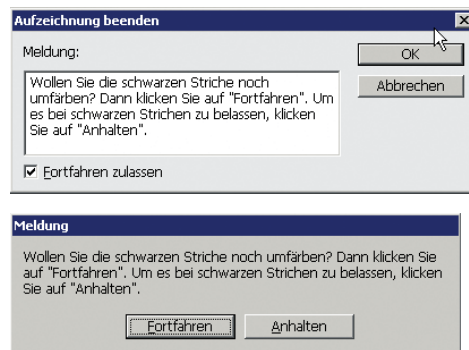 Aufzeichnung beenden
Meldung:
Wollen Sie die schwarzen Striche noch
umfärben? Dann klicken Sie auf "Fortfahren". Um
es bei schwarzen Strichen zu belassen, klicken
Sie auf "Anhalten".
OK
Abbrechen
Fortfahren zulassen
Meldung
Wollen Sie die schwarzen Striche noch umfärben? Dann klicken Sie
auf "Fortfahren". Um es bei schwarzen Strichen zu belassen, klicken
Sie auf "Anhalten".
Fortfahren Anhalten